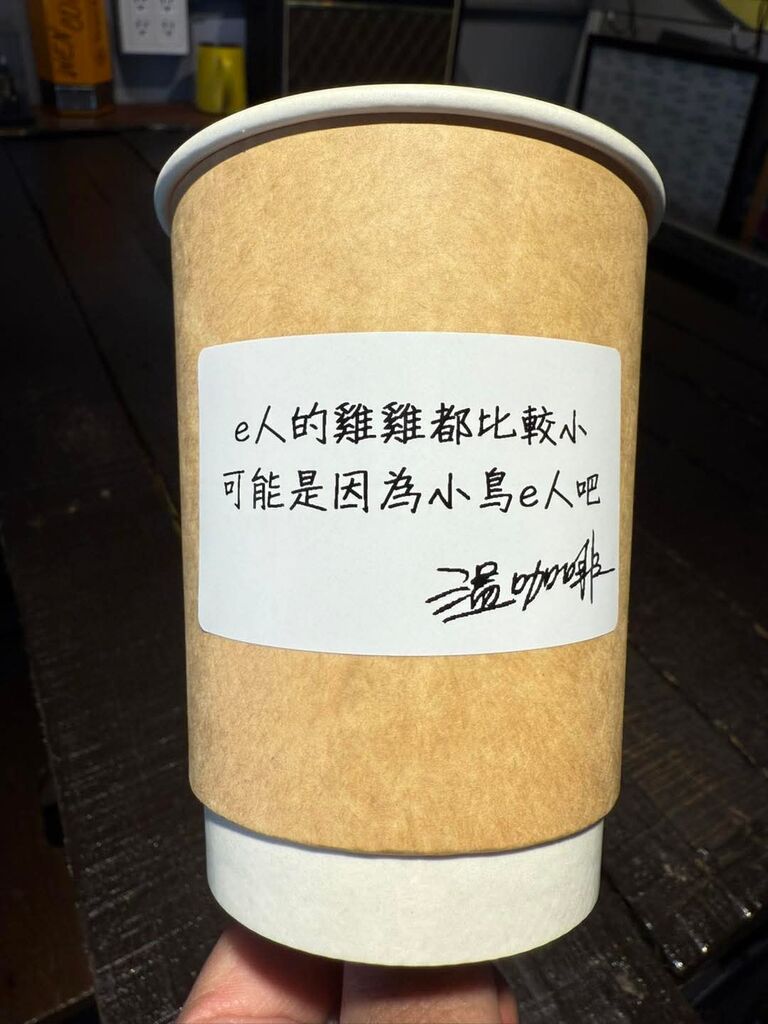 e人的雞雞都比較小
可能是因為小鳥e人吧
溫咖啡